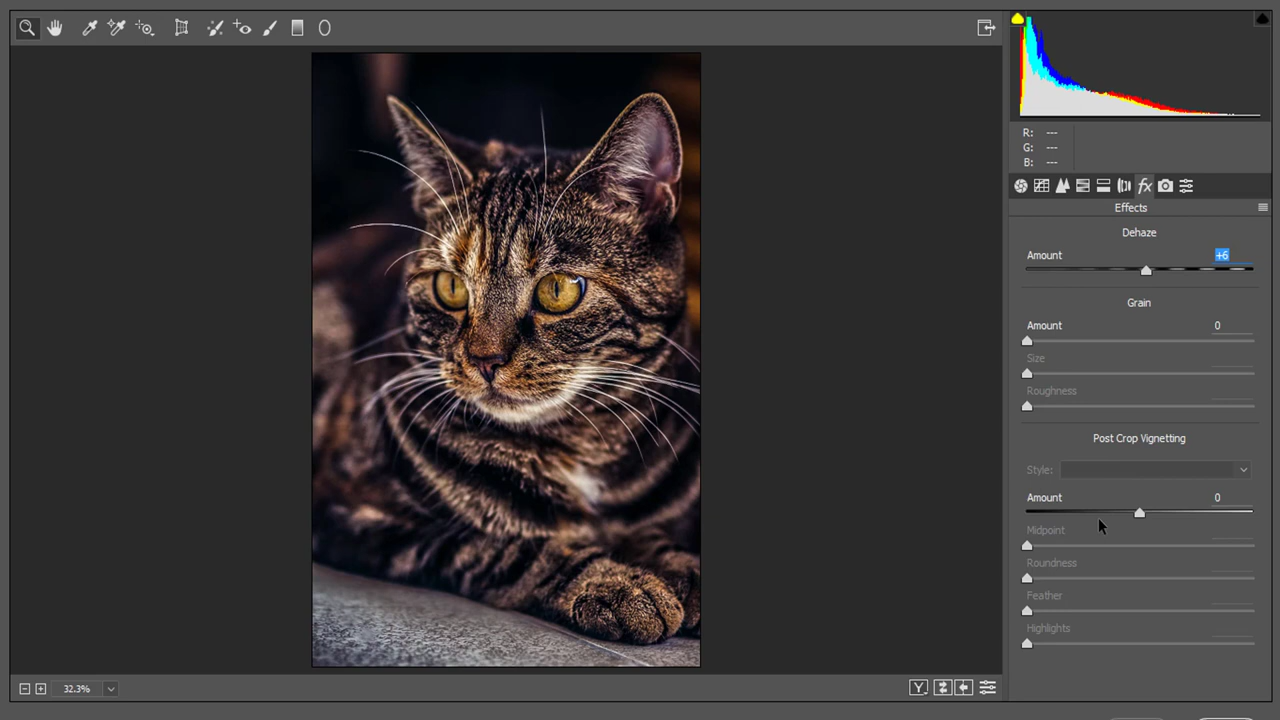 R: ---
G: ---
B: ---
fx
Effects
Dehaze
Amount +6
Grain
Amount 0
Size
Roughness
Post Crop Vignetting
Style:
Amount 0
Midpoint
Roundness
Feather
Highlights
32.3%
Y